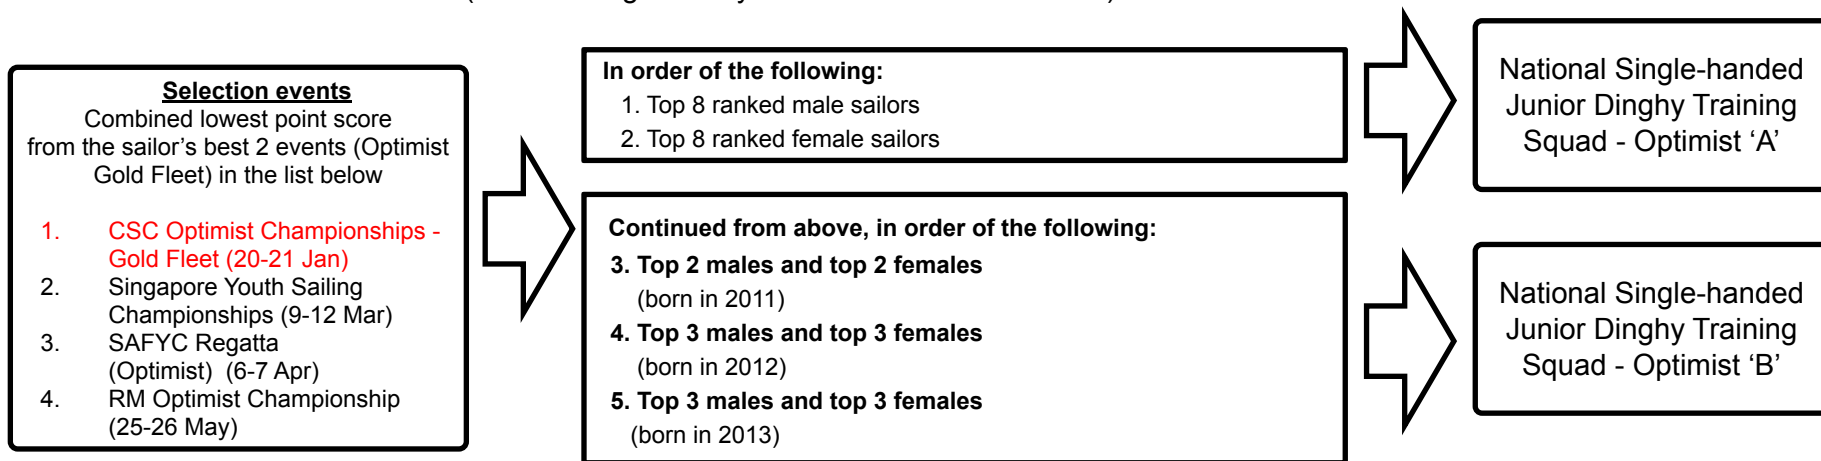 Selection events
Combined lowest point score
from the sailor's best 2 events (Optimist
Gold Fleet) in the list below
1. CSC Optimist Championships -
Gold Fleet (20-21 Jan)
2. Singapore Youth Sailing
Championships (9-12 Mar)
3. SAFYC Regatta
(Optimist) (6-7 Apr)
4. RM Optimist Championship
(25-26 May)
In order of the following:
1. Top 8 ranked male sailors
2. Top 8 ranked female sailors
Continued from above, in order of the following:
3. Top 2 males and top 2 females
(born in 2011)
4. Top 3 males and top 3 females
(born in 2012)
5. Top 3 males and top 3 females
(born in 2013)
National Single-handed
Junior Dinghy Training
Squad - Optimist ‘A’
National Single-handed
Junior Dinghy Training
Squad - Optimist ‘B’